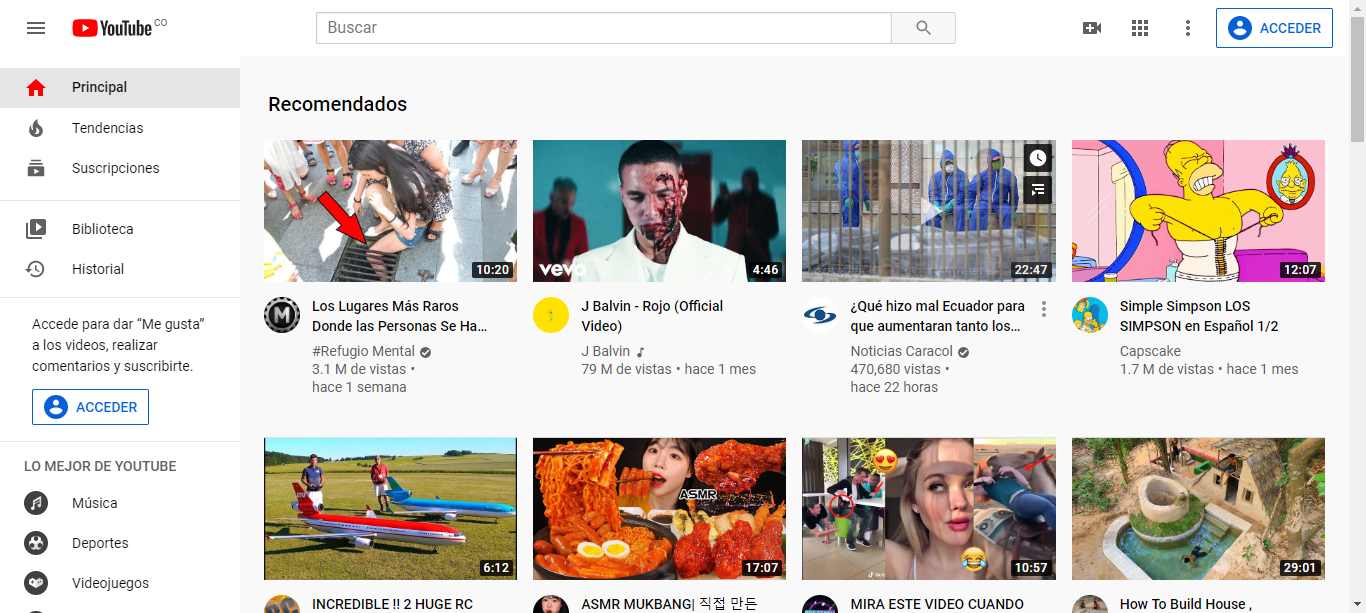 YouTube CO
Buscar
ACCEDER
Principal
Tendencias
Suscripciones
Biblioteca
Historial
Accede para dar “Me gusta”
a los videos, realizar
comentarios y suscribirte.
ACCEDER
LO MEJOR DE YOUTUBE
Música
Deportes
Videojuegos
Recomendados
10:20
Los Lugares Más Raros
Donde las Personas Se Ha…
#Refugio Mental
3.1 M de vistas •
hace 1 semana
vevo
4:46
J Balvin - Rojo (Official
Video)
J Balvin
79 M de vistas • hace 1 mes
22:47
¿Qué hizo mal Ecuador para
que aumentaran tanto los…
Noticias Caracol
470,680 vistas •
hace 22 horas
12:07
Simple Simpson LOS
SIMPSON en Español 1/2
Capscake
1.7 M de vistas • hace 1 mes
6:12
INCREDIBLE !! 2 HUGE RC
ASMR
17:07
ASMR MUKBANG| 직접 만든
10:57
MIRA ESTE VIDEO CUANDO
29:01
How To Build House ,